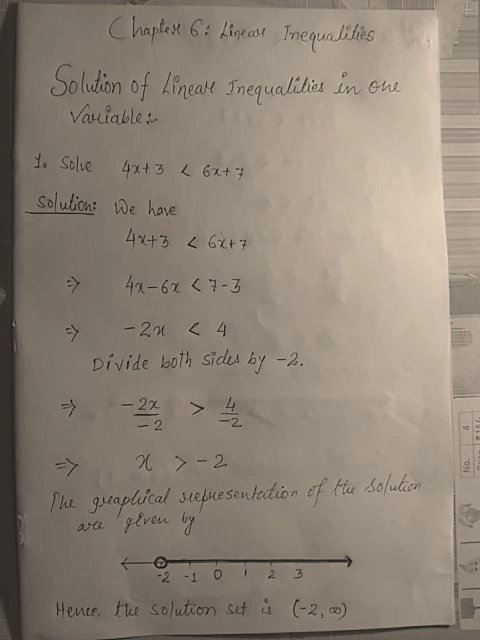 Chapter 6: Linear Inequalities
Solution of Linear Inequalities in one
Variable:-
1. Solve 4x+3 < 6x+7
Solution: We have
4x+3 < 6x+7
⇒ 4x-6x < 7-3
⇒ -2x < 4
Divide both sides by -2.
⇒ -2x/-2 > 4/-2
⇒ x > -2
The graphical representation of the solution
are given by
-2 -1 0 1 2 3
Hence, the solution set is (-2, ∞)
No. 4